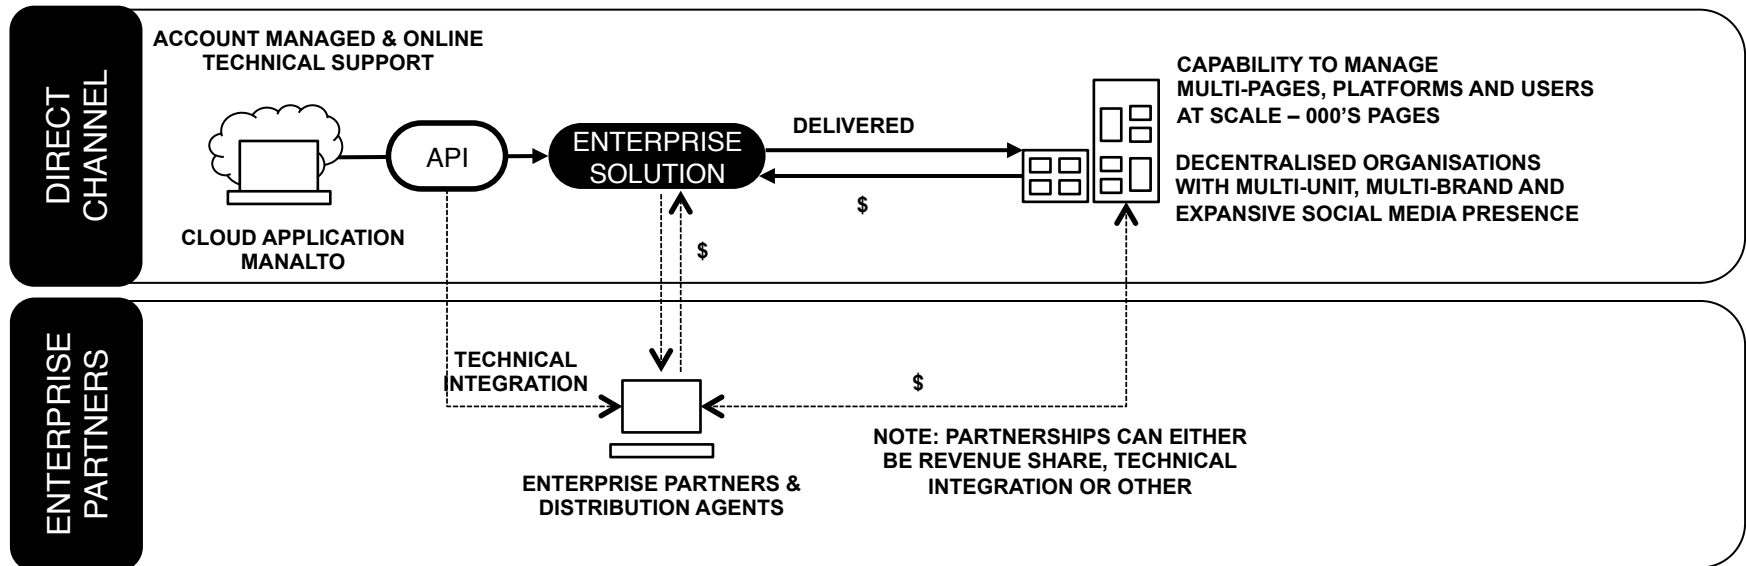 DIRECT
CHANNEL
ACCOUNT MANAGED & ONLINE
TECHNICAL SUPPORT
CLOUD APPLICATION
MANALTO
API
ENTERPRISE
SOLUTION
DELIVERED
$
$
CAPABILITY TO MANAGE
MULTI-PAGES, PLATFORMS AND USERS
AT SCALE – 000’S PAGES
DECENTRALISED ORGANISATIONS
WITH MULTI-UNIT, MULTI-BRAND AND
EXPANSIVE SOCIAL MEDIA PRESENCE
ENTERPRISE
PARTNERS
TECHNICAL
INTEGRATION
$
ENTERPRISE PARTNERS &
DISTRIBUTION AGENTS
NOTE: PARTNERSHIPS CAN EITHER
BE REVENUE SHARE, TECHNICAL
INTEGRATION OR OTHER